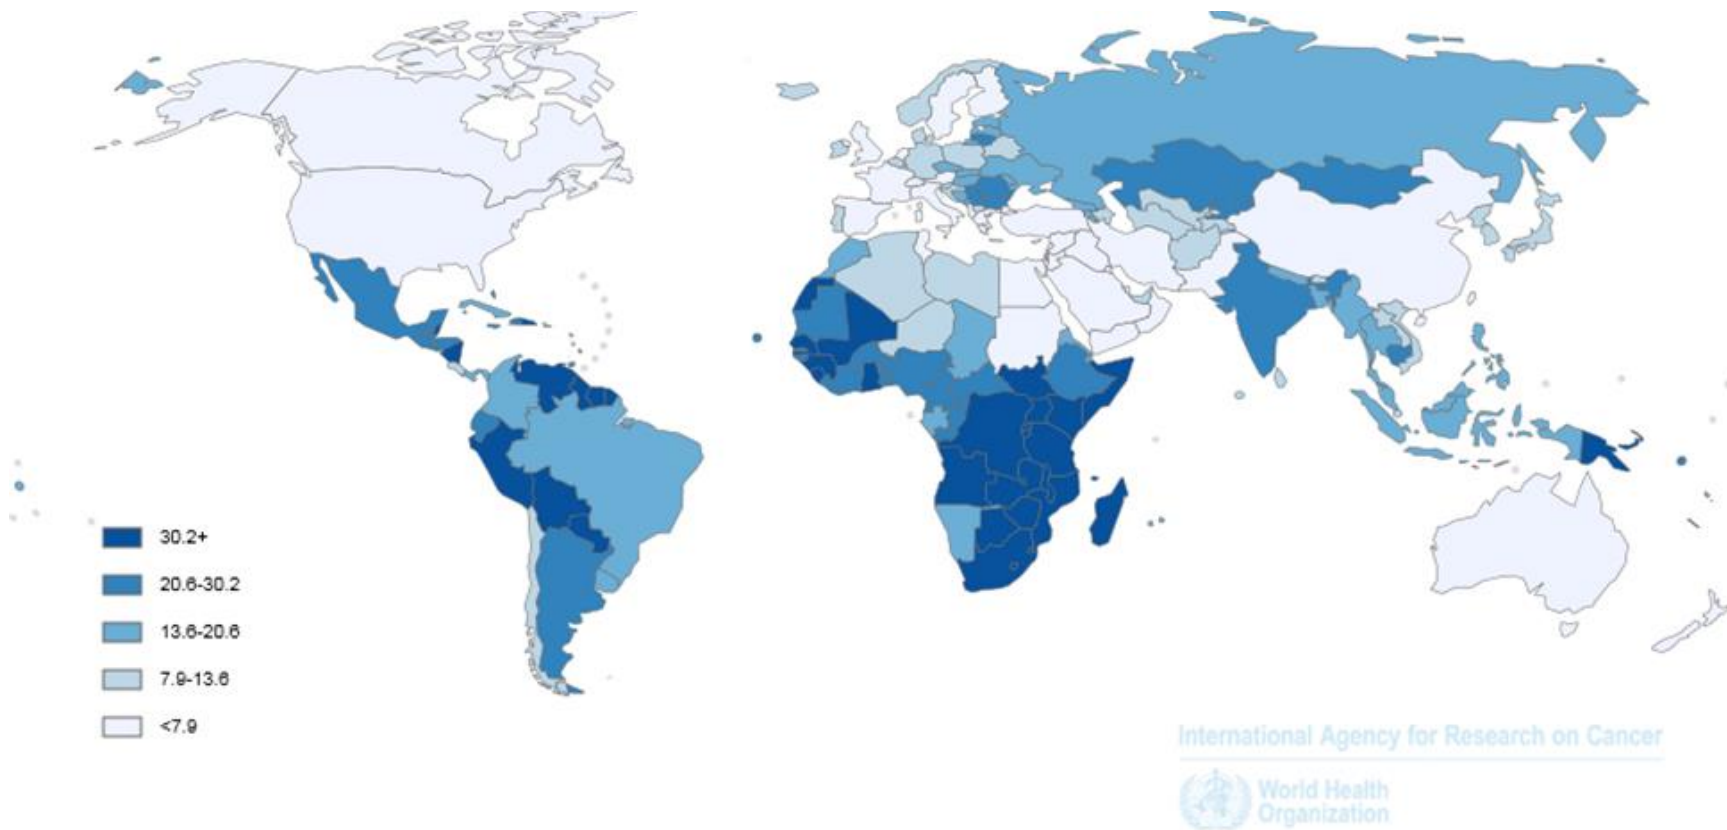 30.2+
20.6-30.2
13.6-20.6
7.9-13.6
<7.9
International Agency for Research on Cancer
World Health
Organization